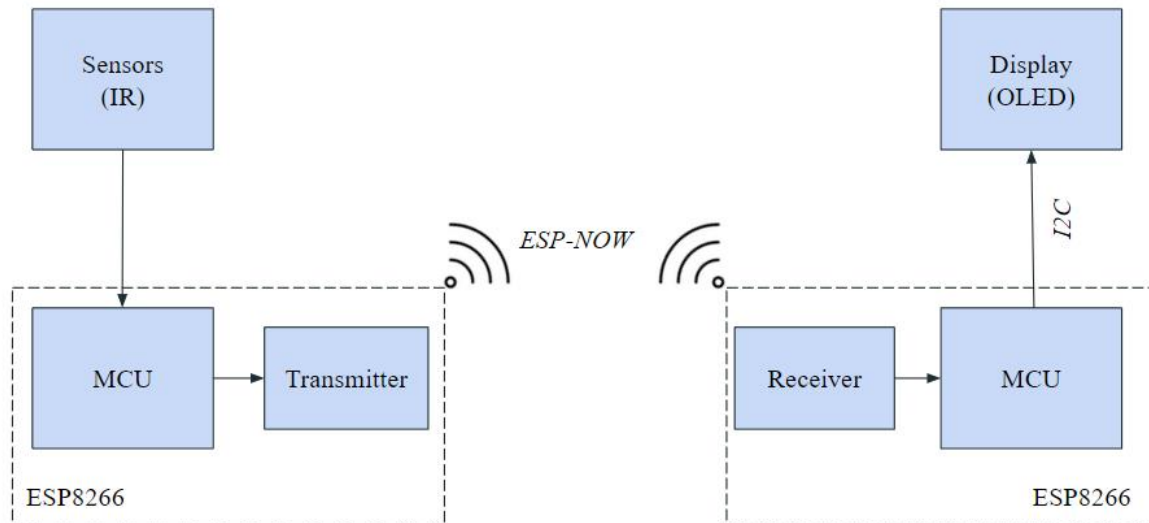 Sensors
(IR)
Display
(OLED)
ESP-NOW
I2C
MCU
Transmitter
Receiver
MCU
ESP8266
ESP8266